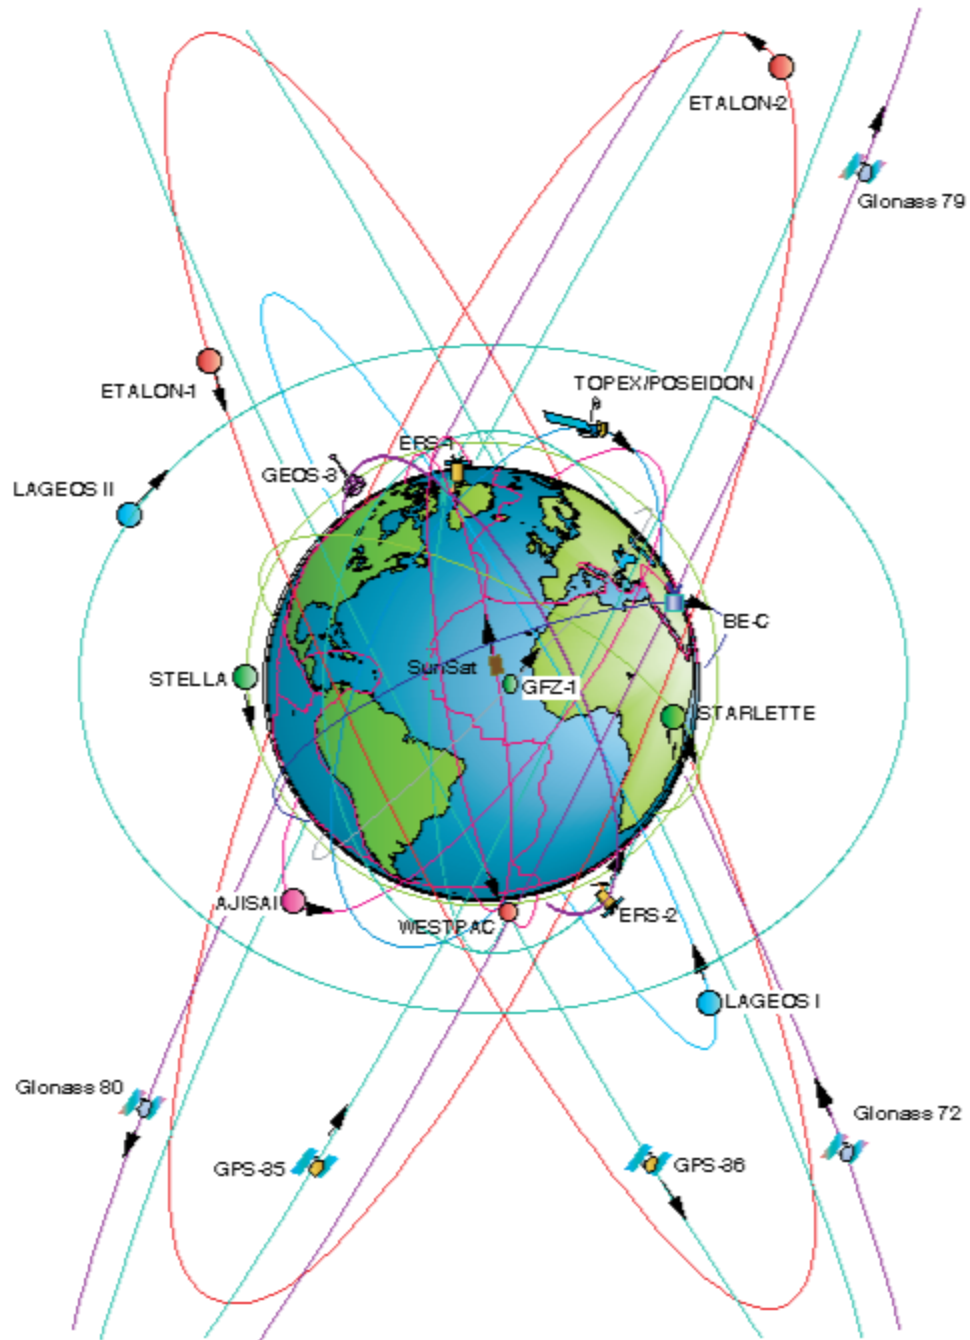 ETALON-2
Glonass 79
ETALON-1
TOPEX/POSEIDON
ERS-1
GEOS-3
LAGEOS II
BE-C
SunSat
STELLA
GFZ-1
STARLETTE
AJISAI
ERS-2
WESTPAC
LAGEOS I
Glonass 80
Glonass 72
GPS-35
GPS-36